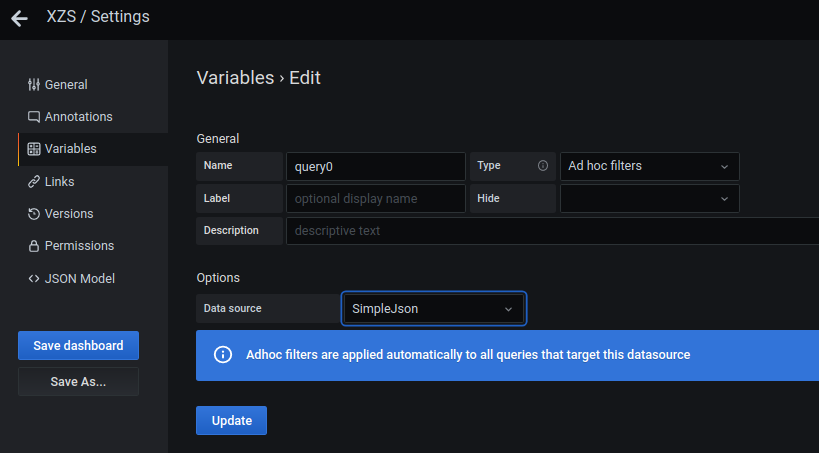 XZS / Settings
General
Annotations
Variables
Links
Versions
Permissions
JSON Model
Save dashboard
Save As...
Variables › Edit
General
Name query0 Type Ad hoc filters
Label optional display name Hide
Description descriptive text
Options
Data source SimpleJson
Adhoc filters are applied automatically to all queries that target this datasource
Update